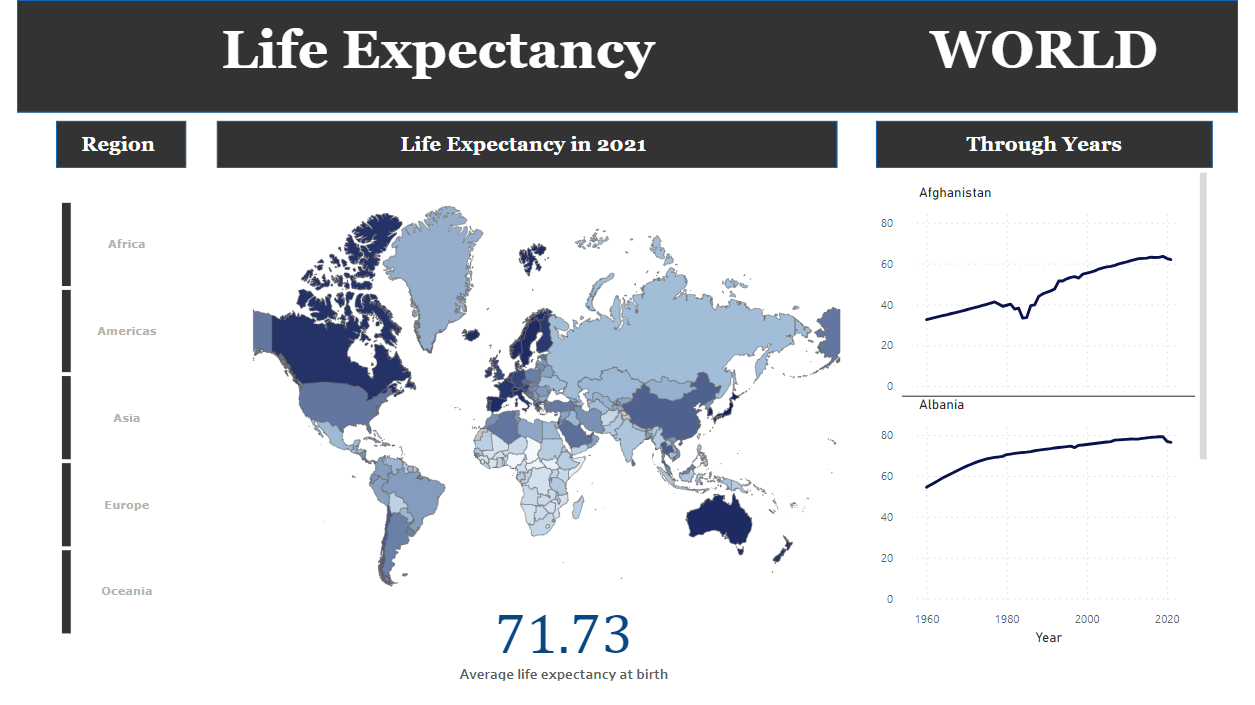 Life Expectancy
WORLD
Region
Life Expectancy in 2021
Through Years
Africa
Americas
Asia
Europe
Oceania
71.73
Average life expectancy at birth
Afghanistan
80
60
40
20
0
Albania
80
60
40
20
0
1960 1980 2000 2020
Year